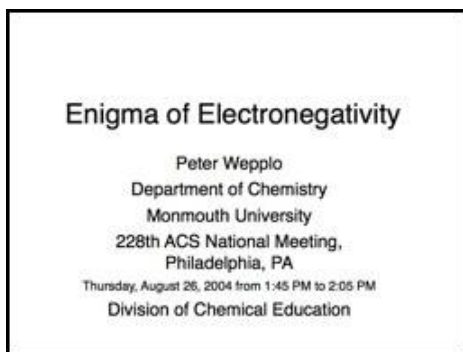 Enigma of Electronegativity
Peter Wepplo
Department of Chemistry
Monmouth University
228th ACS National Meeting,
Philadelphia, PA
Thursday, August 26, 2004 from 1:45 PM to 2:05 PM
Division of Chemical Education